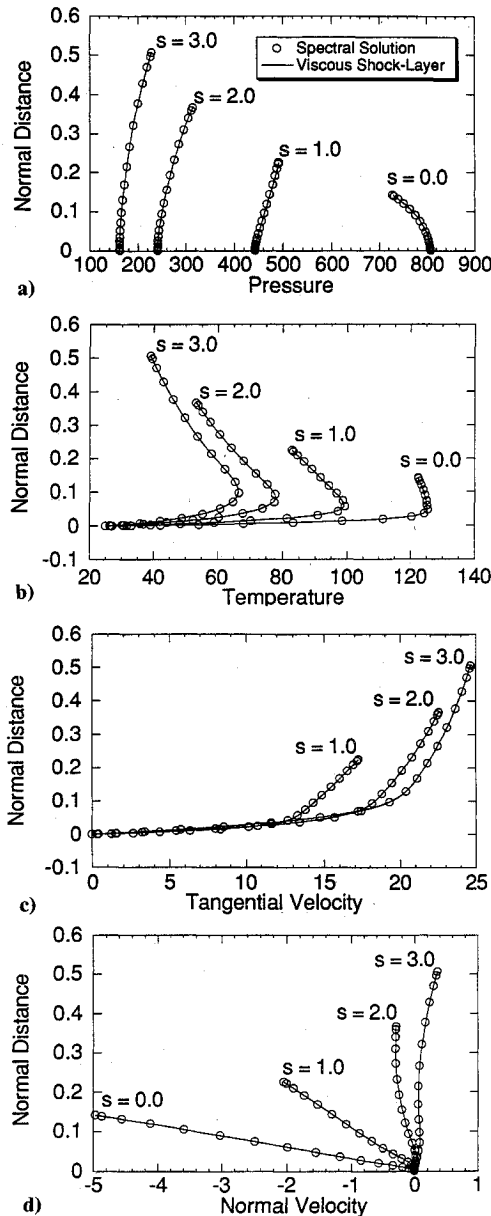 0.6
0.5
0.4
0.3
0.2
0.1
0
Normal Distance
s = 3.0
s = 2.0
s = 1.0
s = 0.0
Spectral Solution
Viscous Shock-Layer
100 200 300 400 500 600 700 800 900
Pressure
a)
0.6
0.5
0.4
0.3
0.2
0.1
0
-0.1
Normal Distance
s = 3.0
s = 2.0
s = 1.0
s = 0.0
20 40 60 80 100 120 140
Temperature
b)
0.6
0.5
0.4
0.3
0.2
0.1
0
-0.1
Normal Distance
s = 3.0
s = 2.0
s = 1.0
0 5 10 15 20 25
Tangential Velocity
c)
0.6
0.5
0.4
0.3
0.2
0.1
0
Normal Distance
s = 3.0
s = 2.0
s = 1.0
s = 0.0
-5 -4 -3 -2 -1 0 1
Normal Velocity
d)